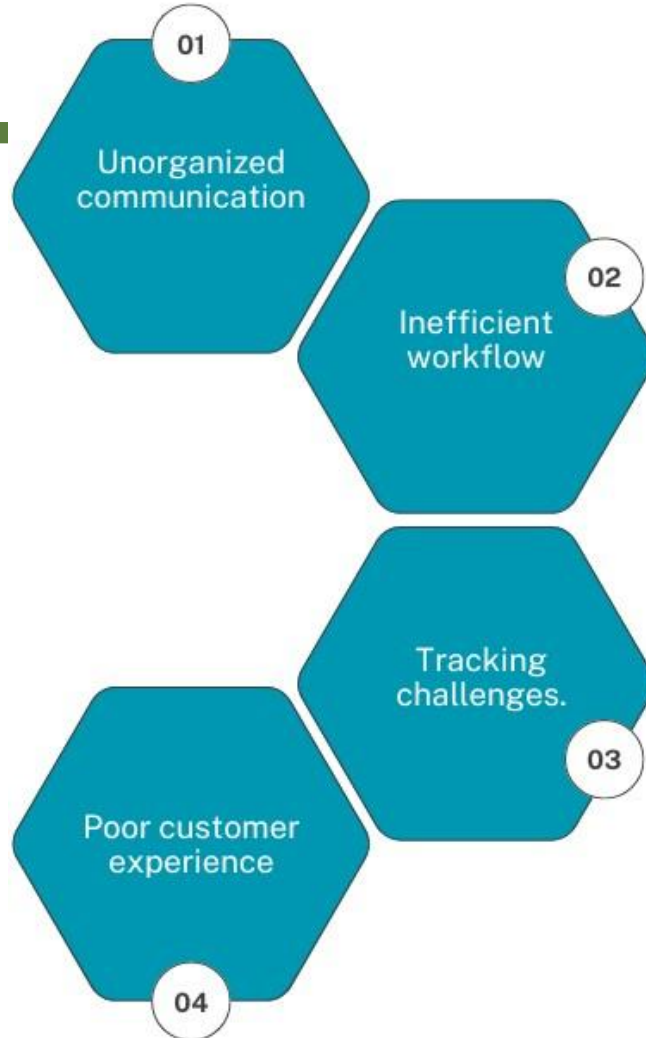 01
Unorganized
communication
02
Inefficient
workflow
Tracking
challenges.
03
Poor customer
experience
04